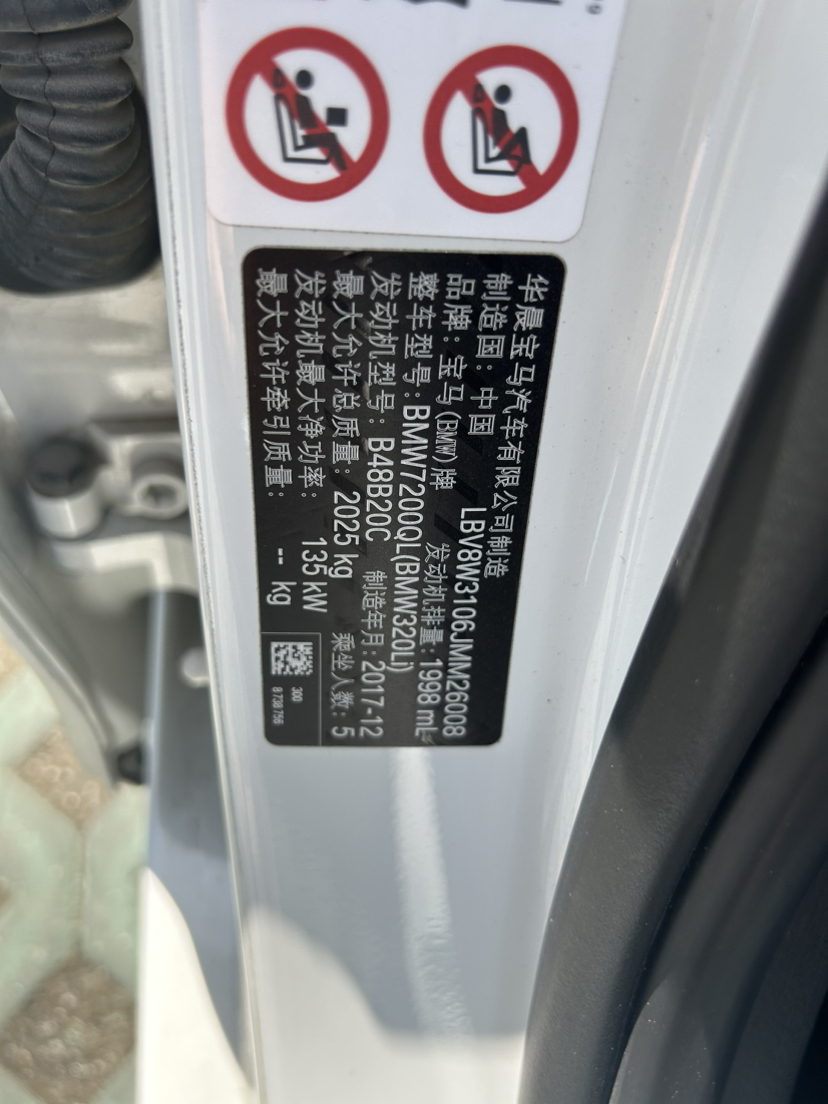 华晨宝马汽车有限公司制造
制造国：中国 LBV8W3106JMM26008
品牌：宝马(BMW)牌 发动机排量：1998 mL
整车型号：BMW7200QL(BMW320Li)
发动机型号：B48B20C 制造年月：2017-12
最大允许总质量：2025 kg 乘坐人数：5
发动机最大净功率：135 kW
最大允许牵引质量：-- kg
300
8 738 756